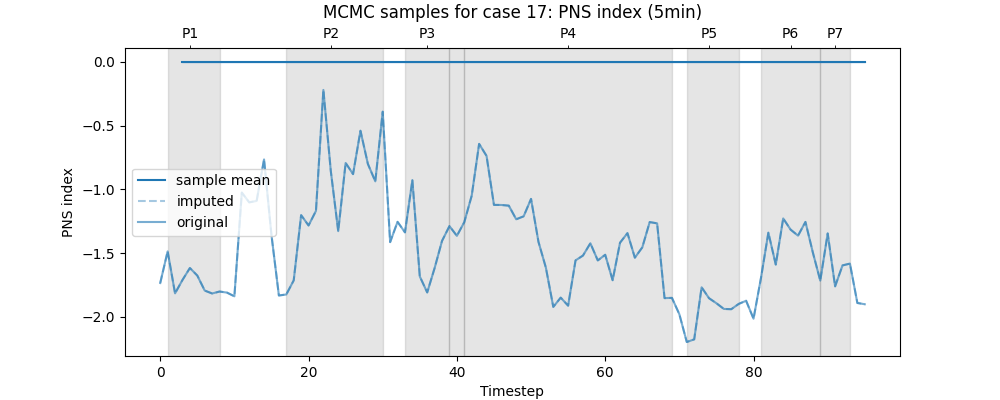 MCMC samples for case 17: PNS index (5min)
P1 P2 P3 P4 P5 P6 P7
0.0
−0.5
−1.0
−1.5
−2.0
PNS index
sample mean
imputed
original
0 20 40 60 80
Timestep